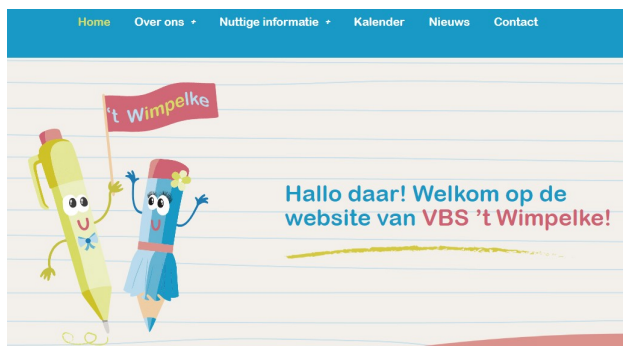 Home Over ons Nuttige informatie Kalender Nieuws Contact
't Wimpelke
Hallo daar! Welkom op de
website van VBS 't Wimpelke!